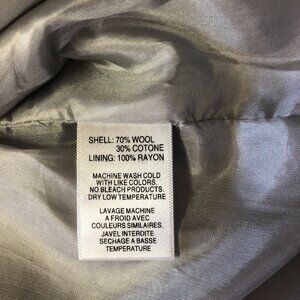 SHELL: 70% WOOL
30% COTONE
LINING: 100% RAYON
MACHINE WASH COLD
WITH LIKE COLORS.
NO BLEACH PRODUCTS.
DRY LOW TEMPERATURE
LAVAGE MACHINE
A FROID AVEC
COULEURS SIMILAIRES.
JAVEL INTERDITE
SECHAGE A BASSE
TEMPERATURE